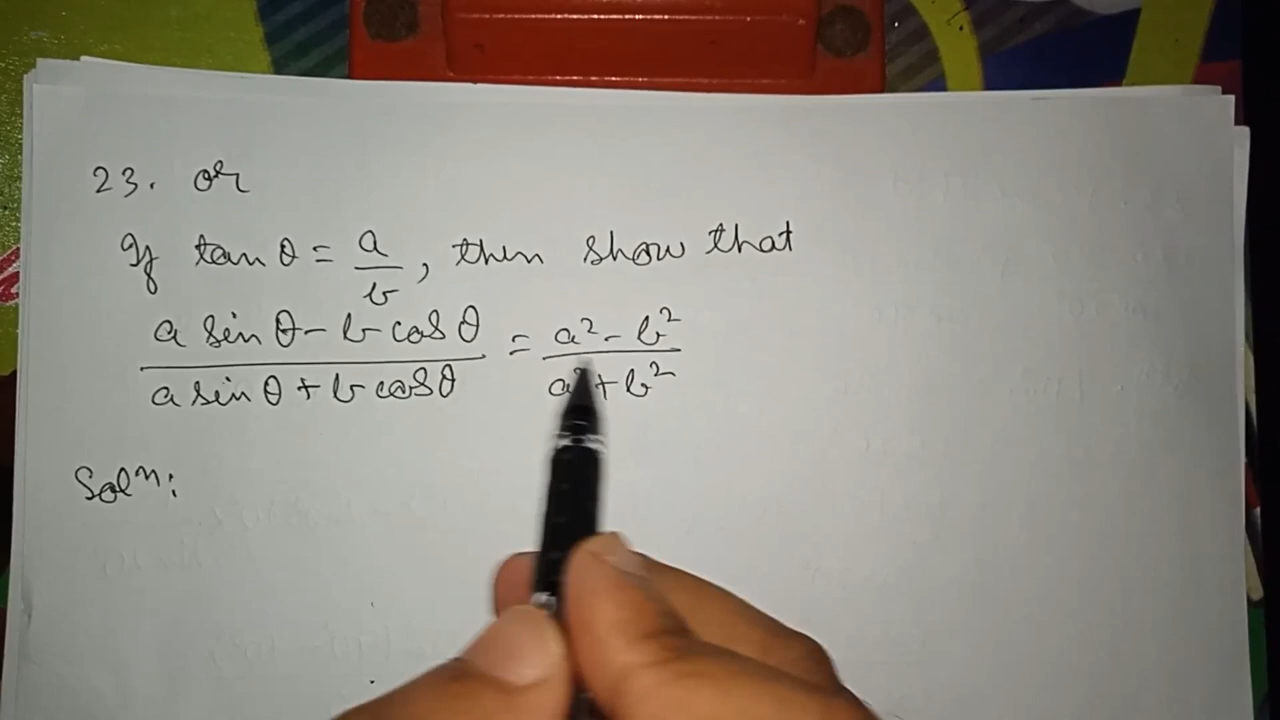 23. or
If tan θ = a/b, then show that
(a sin θ - b cos θ)/(a sin θ + b cos θ) = (a² - b²)/(a² + b²)
Solⁿ: